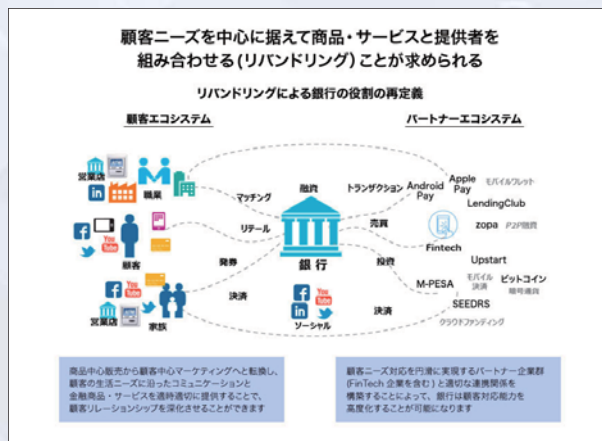 顧客ニーズを中心に据えて商品・サービスと提供者を
組み合わせる(リバンドリング)ことが求められる
リバンドリングによる銀行の役割の再定義
顧客エコシステム
パートナーエコシステム
営業店
in
職業
f
You
Tube
顧客
f
You
Tube
営業店
家族
マッチング
リテール
発券
決済
融資
銀行
f
You
Tube
in
ソーシャル
トランザクション
売買
投資
決済
Android
Pay
Apple
Pay
モバイルウォレット
LendingClub
zopa
P2P融資
Fintech
Upstart
M-PESA
モバイル
決済
ビットコイン
暗号通貨
SEEDRS
クラウドファンディング
商品中心販売から顧客中心マーケティングへと転換し、
顧客の生活ニーズに沿ったコミュニケーションと
金融商品・サービスを適時適切に提供することで、
顧客リレーションシップを深化させることができます
顧客ニーズ対応を円滑に実現するパートナー企業群
(FinTech 企業を含む) と適切な連携関係を
構築することによって、銀行は顧客対応能力を
高度化することが可能になります